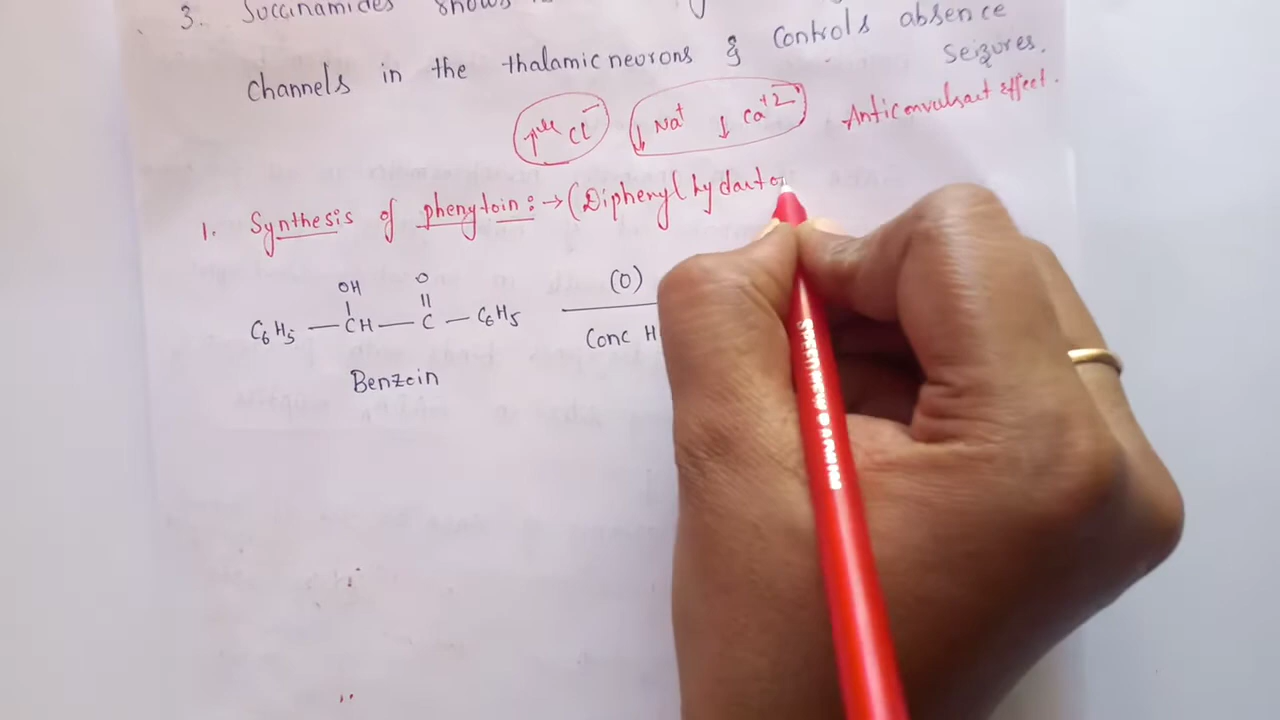 3. Succinamides shows
channels in the thalamic neurons & Controls absence
seizures.
Cl⁻ ↓ Na⁺ ↓ Ca⁺² Anticonvulsant effect.
1. Synthesis of phenytoin :→ (Diphenyl hydanto
OH O (O)
C6H5 — CH — C — C6H5
Conc H
Benzoin